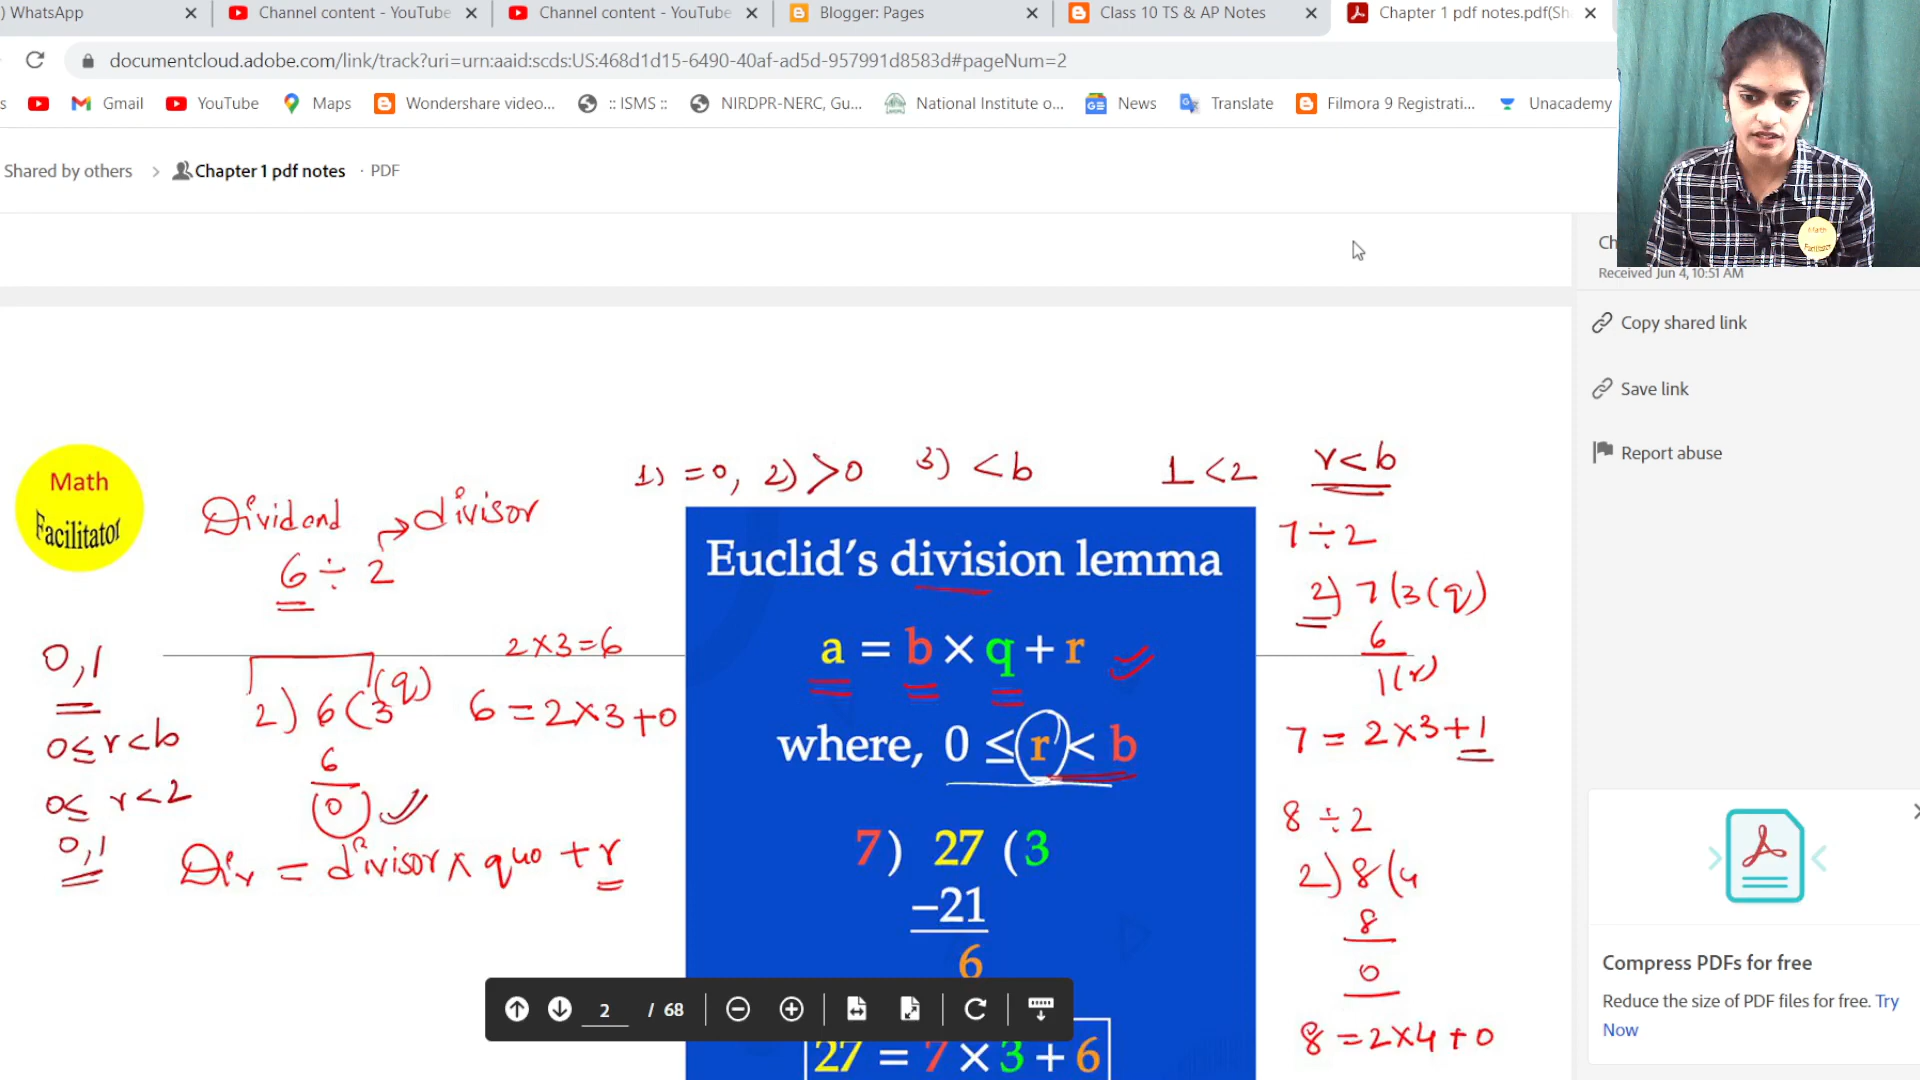 ) WhatsApp
Channel content - YouTube
Channel content - YouTube
Blogger: Pages
Class 10 TS & AP Notes
Chapter 1 pdf notes.pdf(Sh
documentcloud.adobe.com/link/track?uri=urn:aaid:scds:US:468d1d15-6490-40af-ad5d-957991d8583d#pageNum=2
s
Gmail
YouTube
Maps
Wondershare video...
:: ISMS ::
NIRDPR-NERC, Gu...
National Institute o...
News
Translate
Filmora 9 Registrati...
Unacademy
Math
Facilitator
Shared by others > Chapter 1 pdf notes · PDF
Ch
Received Jun 4, 10:51 AM
Copy shared link
Save link
Report abuse
Math
Facilitator
Dividend
divisor
6 ÷ 2
0,1
0≤ r<b
0≤ r<2
0,1
2) 6 (3 (q)
6
(0)
2×3=6
6 = 2×3+0
Div = divisor × quo + r
1) =0, 2) >0 3) <b
1<2
r<b
Euclid's division lemma
a = b × q + r
where, 0 ≤ r < b
7) 27 (3
−21
6
27 = 7 × 3 + 6
7÷2
2) 7 (3 (q)
6
1 (r)
7 = 2×3+1
8 ÷2
2) 8 (4
8
0
8 = 2×4+0
2 / 68
Compress PDFs for free
Reduce the size of PDF files for free. Try
Now